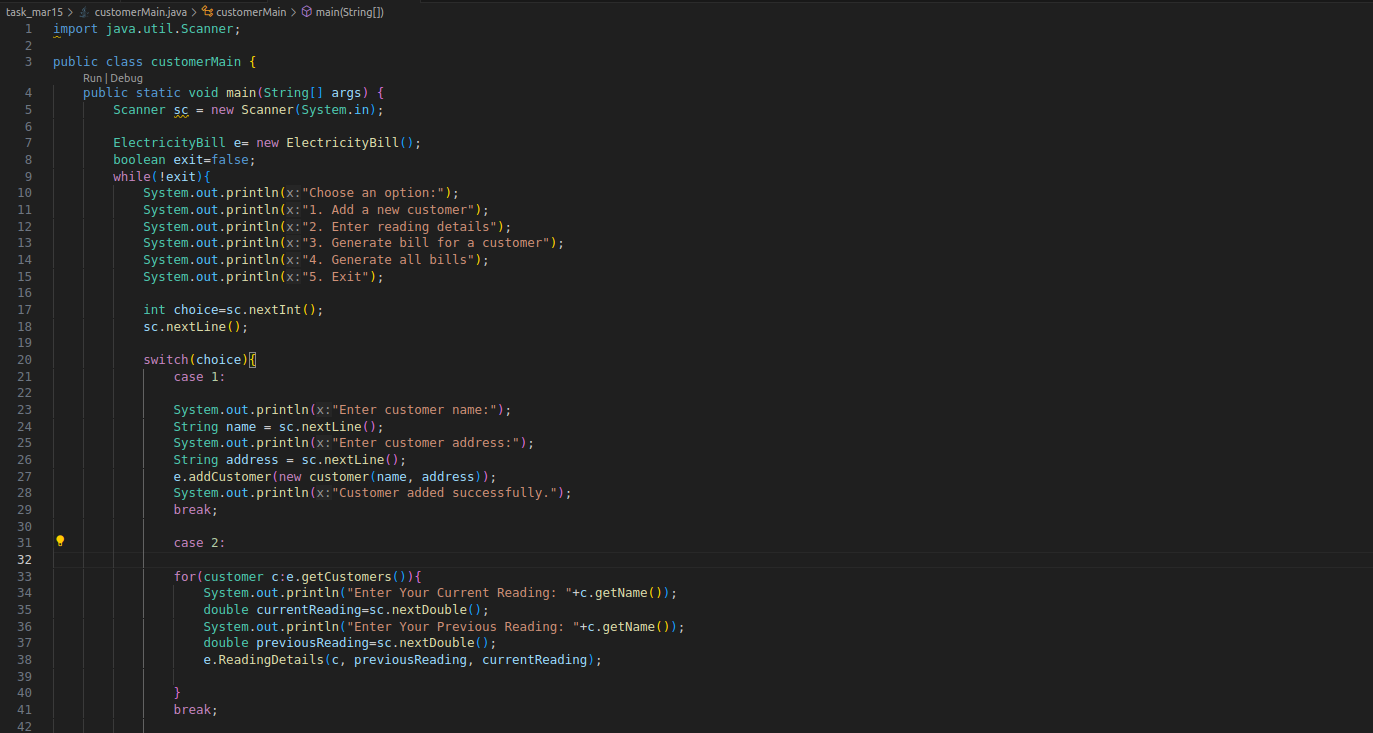 task_mar15 > customerMain.java > customerMain > main(String[])
1 import java.util.Scanner;
2
3 public class customerMain {
Run | Debug
4 public static void main(String[] args) {
5 Scanner sc = new Scanner(System.in);
6
7 ElectricityBill e= new ElectricityBill();
8 boolean exit=false;
9 while(!exit){
10 System.out.println(x:"Choose an option:");
11 System.out.println(x:"1. Add a new customer");
12 System.out.println(x:"2. Enter reading details");
13 System.out.println(x:"3. Generate bill for a customer");
14 System.out.println(x:"4. Generate all bills");
15 System.out.println(x:"5. Exit");
16
17 int choice=sc.nextInt();
18 sc.nextLine();
19
20 switch(choice){
21 case 1:
22
23 System.out.println(x:"Enter customer name:");
24 String name = sc.nextLine();
25 System.out.println(x:"Enter customer address:");
26 String address = sc.nextLine();
27 e.addCustomer(new customer(name, address));
28 System.out.println(x:"Customer added successfully.");
29 break;
30
31 case 2:
32
33 for(customer c:e.getCustomers()){
34 System.out.println("Enter Your Current Reading: "+c.getName());
35 double currentReading=sc.nextDouble();
36 System.out.println("Enter Your Previous Reading: "+c.getName());
37 double previousReading=sc.nextDouble();
38 e.ReadingDetails(c, previousReading, currentReading);
39
40 }
41 break;
42